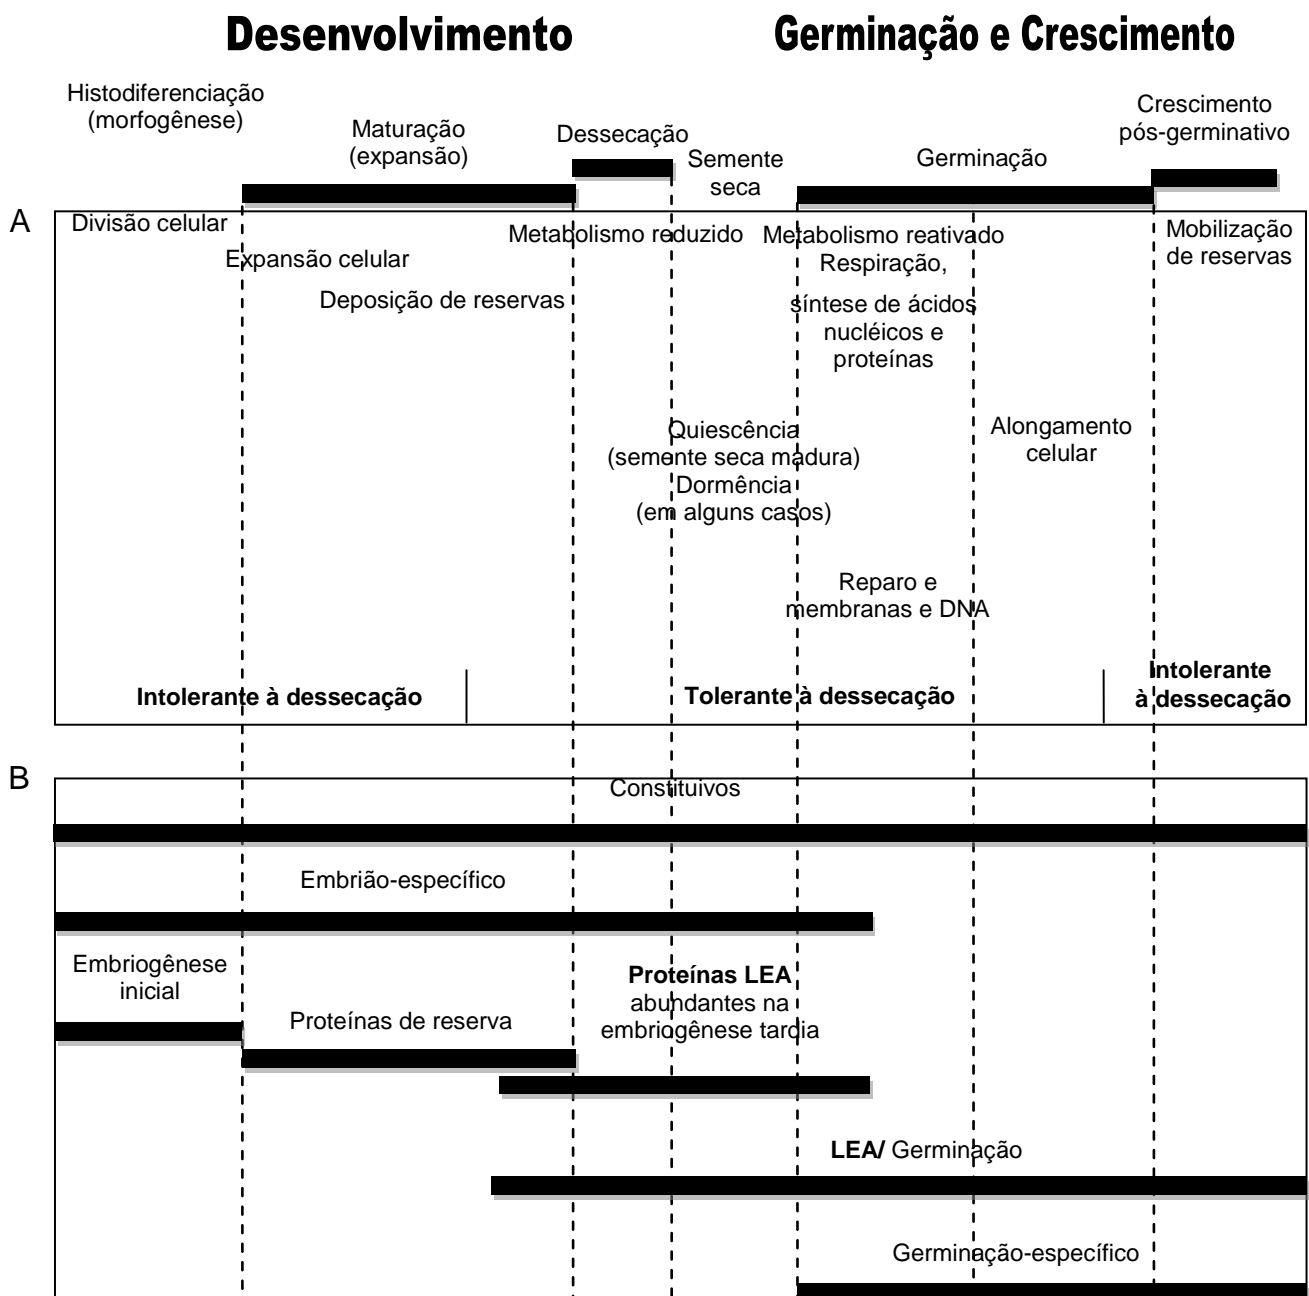 Desenvolvimento
Germinação e Crescimento
Histodiferenciação
(morfogênese)
Maturação
(expansão)
Dessecação
Semente
seca
Germinação
Crescimento
pós-germinativo
A
Divisão celular
Expansão celular
Deposição de reservas
Metabolismo reduzido
Metabolismo reativado
Respiração,
síntese de ácidos
nucléicos e
proteínas
Mobilização
de reservas
Quiescência
(semente seca madura)
Dormência
(em alguns casos)
Alongamento
celular
Reparo e
membranas e DNA
Intolerante à dessecação
Tolerante à dessecação
Intolerante
à dessecação
B
Constituivos
Embrião-específico
Embriogênese
inicial
Proteínas de reserva
Proteínas LEA
abundantes na
embriogênese tardia
LEA/ Germinação
Germinação-específico